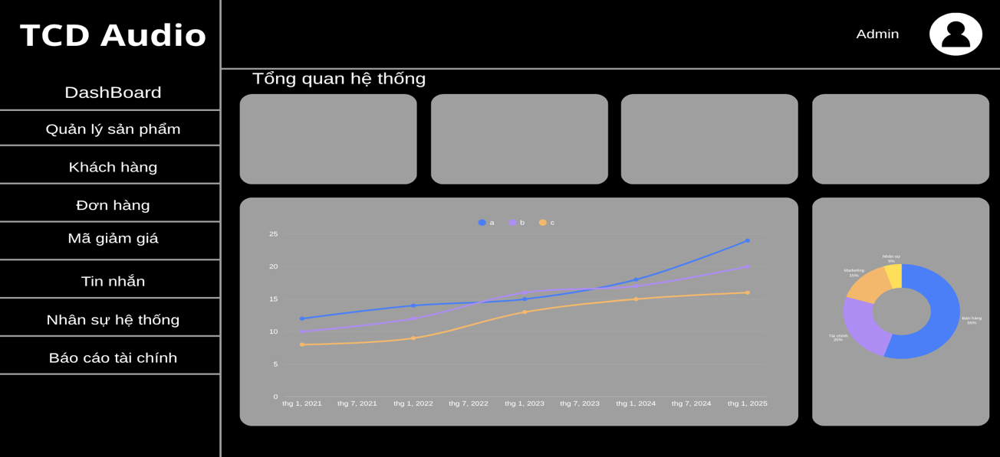 TCD Audio
Admin
DashBoard
Quản lý sản phẩm
Khách hàng
Đơn hàng
Mã giảm giá
Tin nhắn
Nhân sự hệ thống
Báo cáo tài chính
Tổng quan hệ thống
a b c
25
20
15
10
5
0
thg 1, 2021 thg 7, 2021 thg 1, 2022 thg 7, 2022 thg 1, 2023 thg 7, 2023 thg 1, 2024 thg 7, 2024 thg 1, 2025
Nhân sự
5%
Marketing
15%
Bán hàng
55%
Tài chính
25%